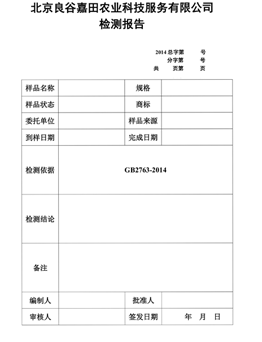 北京良谷嘉田农业科技服务有限公司
检测报告
2014 总字第 号
分字第 号
共 页第 页
样品名称 规格
样品状态 商标
委托单位 样品来源
到样日期 完成日期
检测依据 GB2763-2014
检测结论
备注
编制人 批准人
审核人 签发日期 年 月 日